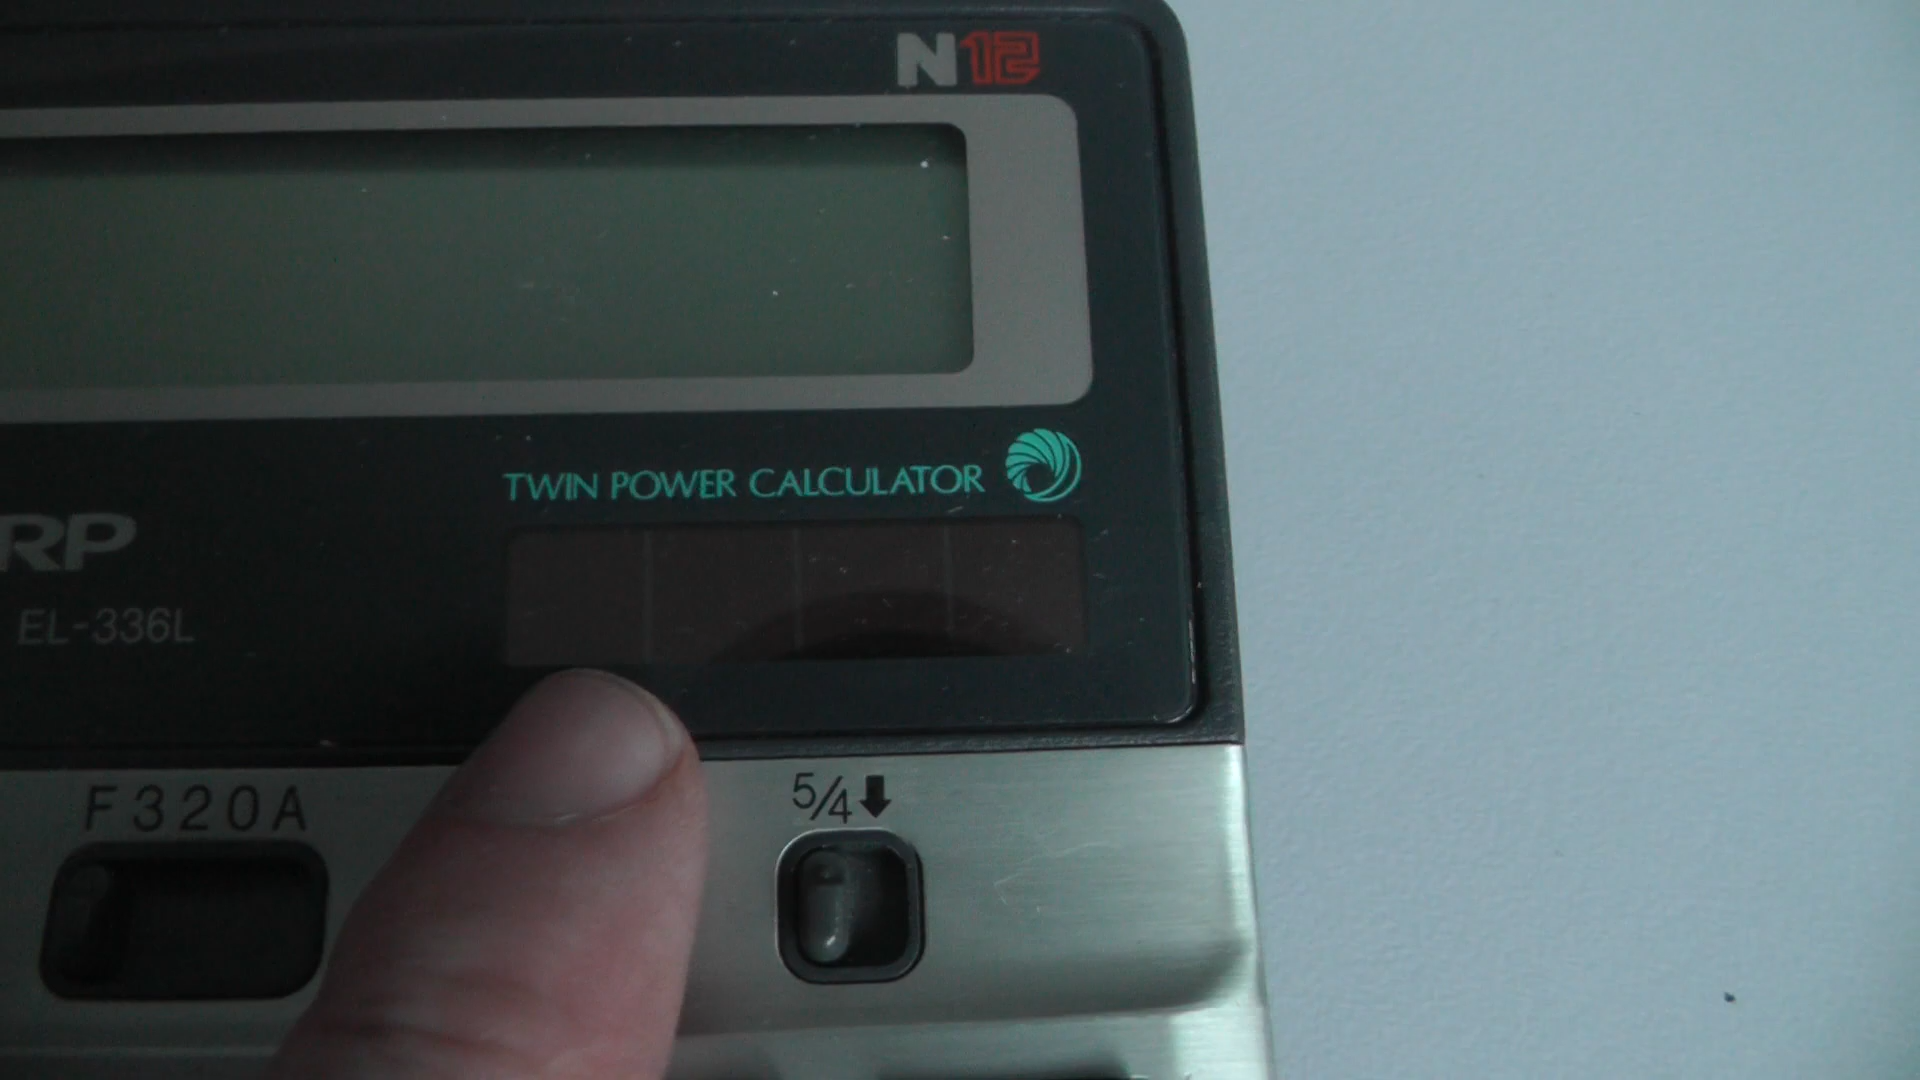 N12
TWIN POWER CALCULATOR
RP
EL-336L
F320A
5/4 ⬇